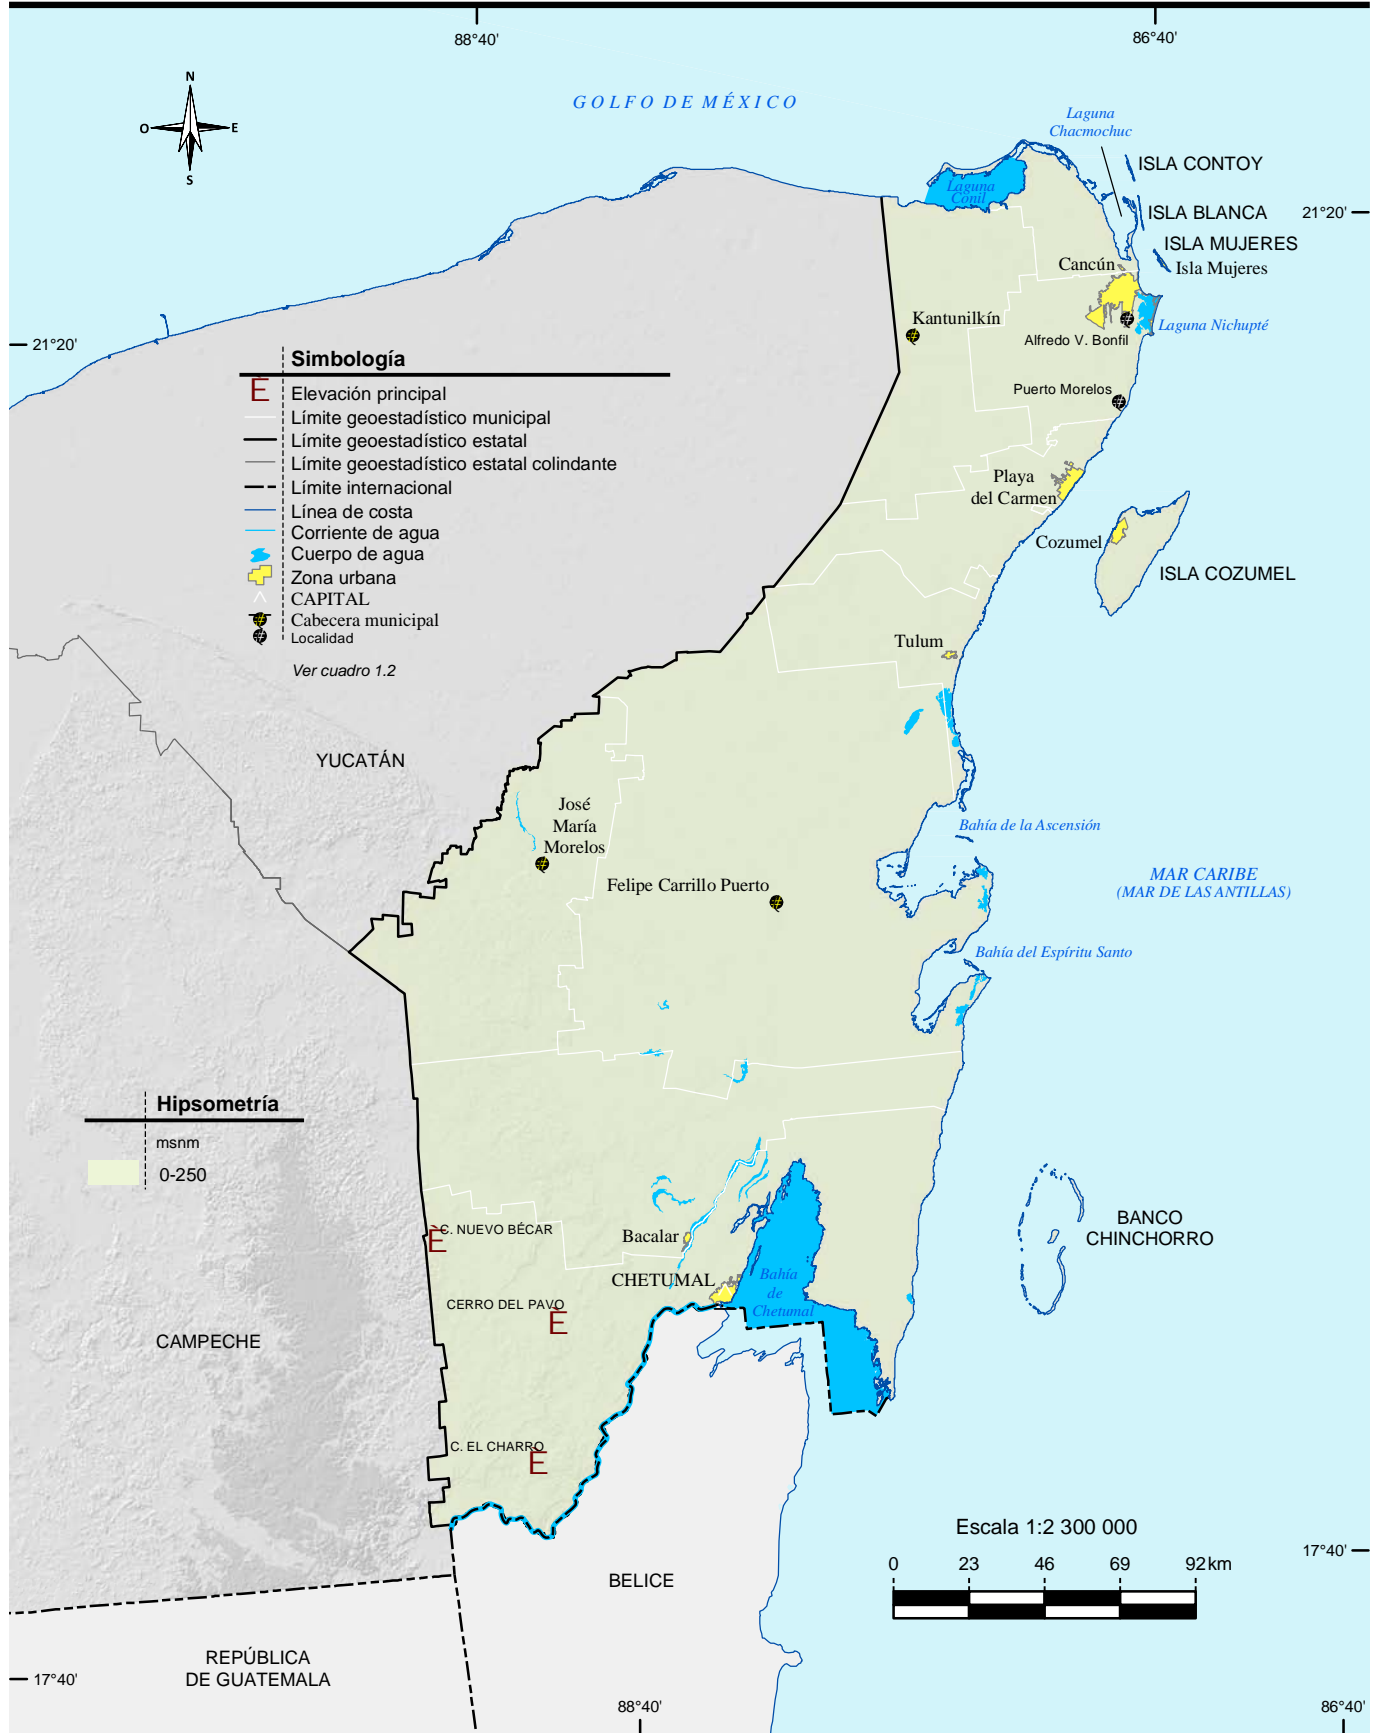 88°40'
86°40'
N
O
E
S
GOLFO DE MÉXICO
Laguna
Chacmochuc
ISLA CONTOY
Laguna
Conil
ISLA BLANCA
21°20'
ISLA MUJERES
Isla Mujeres
Cancún
Kantunilkín
Laguna Nichupté
Alfredo V. Bonfil
21°20'
Puerto Morelos
Simbología
È Elevación principal
Límite geoestadístico municipal
Límite geoestadístico estatal
Límite geoestadístico estatal colindante
Límite internacional
Línea de costa
Corriente de agua
Cuerpo de agua
Zona urbana
CAPITAL
# Cabecera municipal
# Localidad
Ver cuadro 1.2
Playa
del Carmen
Cozumel
ISLA COZUMEL
Tulum
YUCATÁN
José
María
Morelos
Bahía de la Ascensión
Felipe Carrillo Puerto
MAR CARIBE
(MAR DE LAS ANTILLAS)
Bahía del Espíritu Santo
Hipsometría
msnm
0-250
BANCO
CHINCHORRO
È C. NUEVO BÉCAR
Bacalar
CHETUMAL
Bahía
de
Chetumal
CERRO DEL PAVO
È
CAMPECHE
C. EL CHARRO
È
Escala 1:2 300 000
0 23 46 69 92 km
17°40'
BELICE
REPÚBLICA
DE GUATEMALA
17°40'
88°40'
86°40'